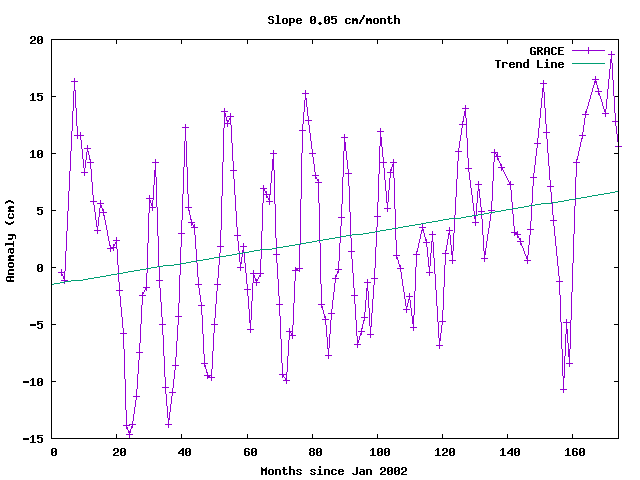 Slope 0.05 cm/month
GRACE
Trend Line
20
15
10
5
0
-5
-10
-15
Anomaly (cm)
0 20 40 60 80 100 120 140 160
Months since Jan 2002